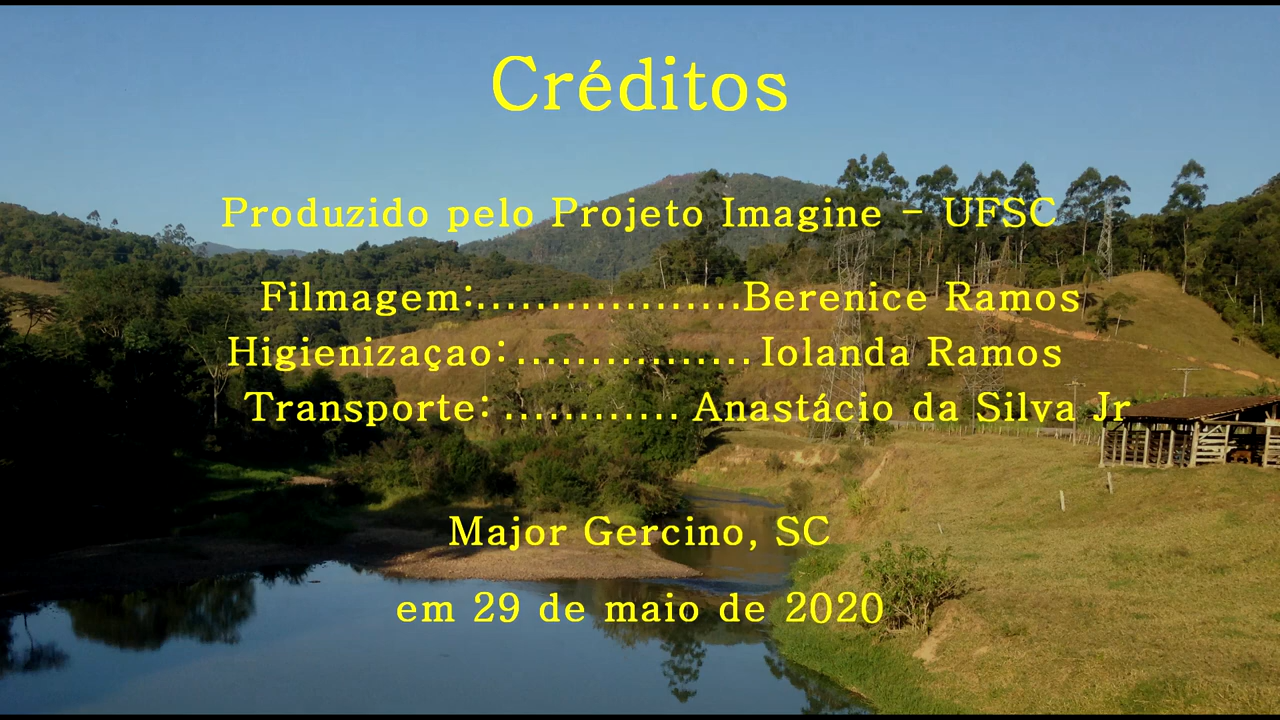 Créditos
Produzido pelo Projeto Imagine - UFSC
Filmagem:..................Berenice Ramos
Higienizaçao: ................ Iolanda Ramos
Transporte: ............ Anastácio da Silva Jr
Major Gercino, SC
em 29 de maio de 2020